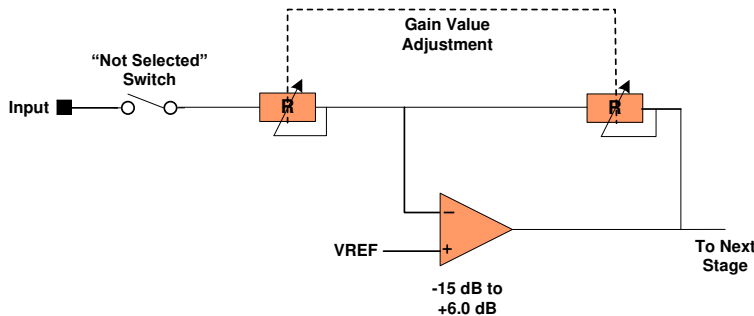 Gain Value
Adjustment
“Not Selected”
Switch
Input
R
R
−
VREF
+
To Next
Stage
-15 dB to
+6.0 dB